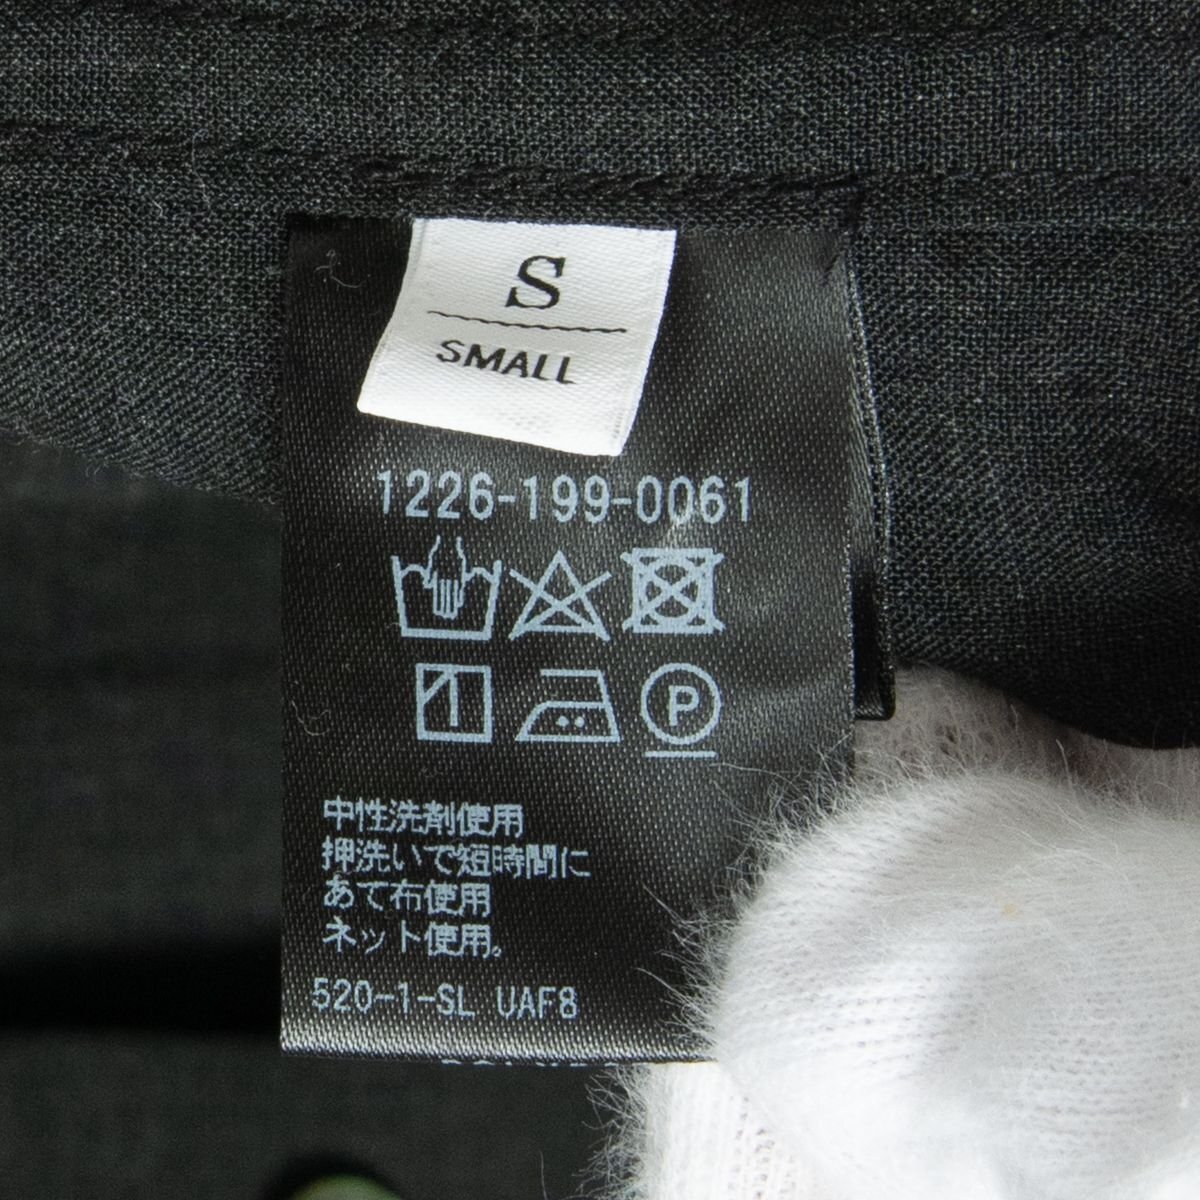 S
SMALL
1226-199-0061
P
中性洗剤使用
押洗いで短時間に
あて布使用
ネット使用。
520-1-SL UAF8